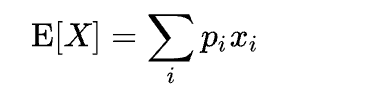 E[X] = ∑_i p_i x_i